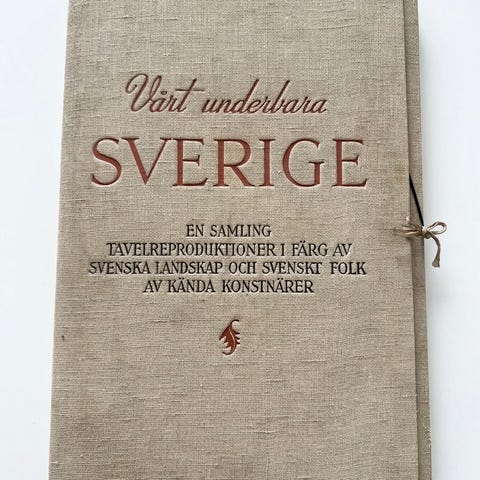 Vårt underbara
SVERIGE
EN SAMLING
TAVELREPRODUKTIONER I FÄRG AV
SVENSKA LANDSKAP OCH SVENSKT FOLK
AV KÄNDA KONSTNÄRER